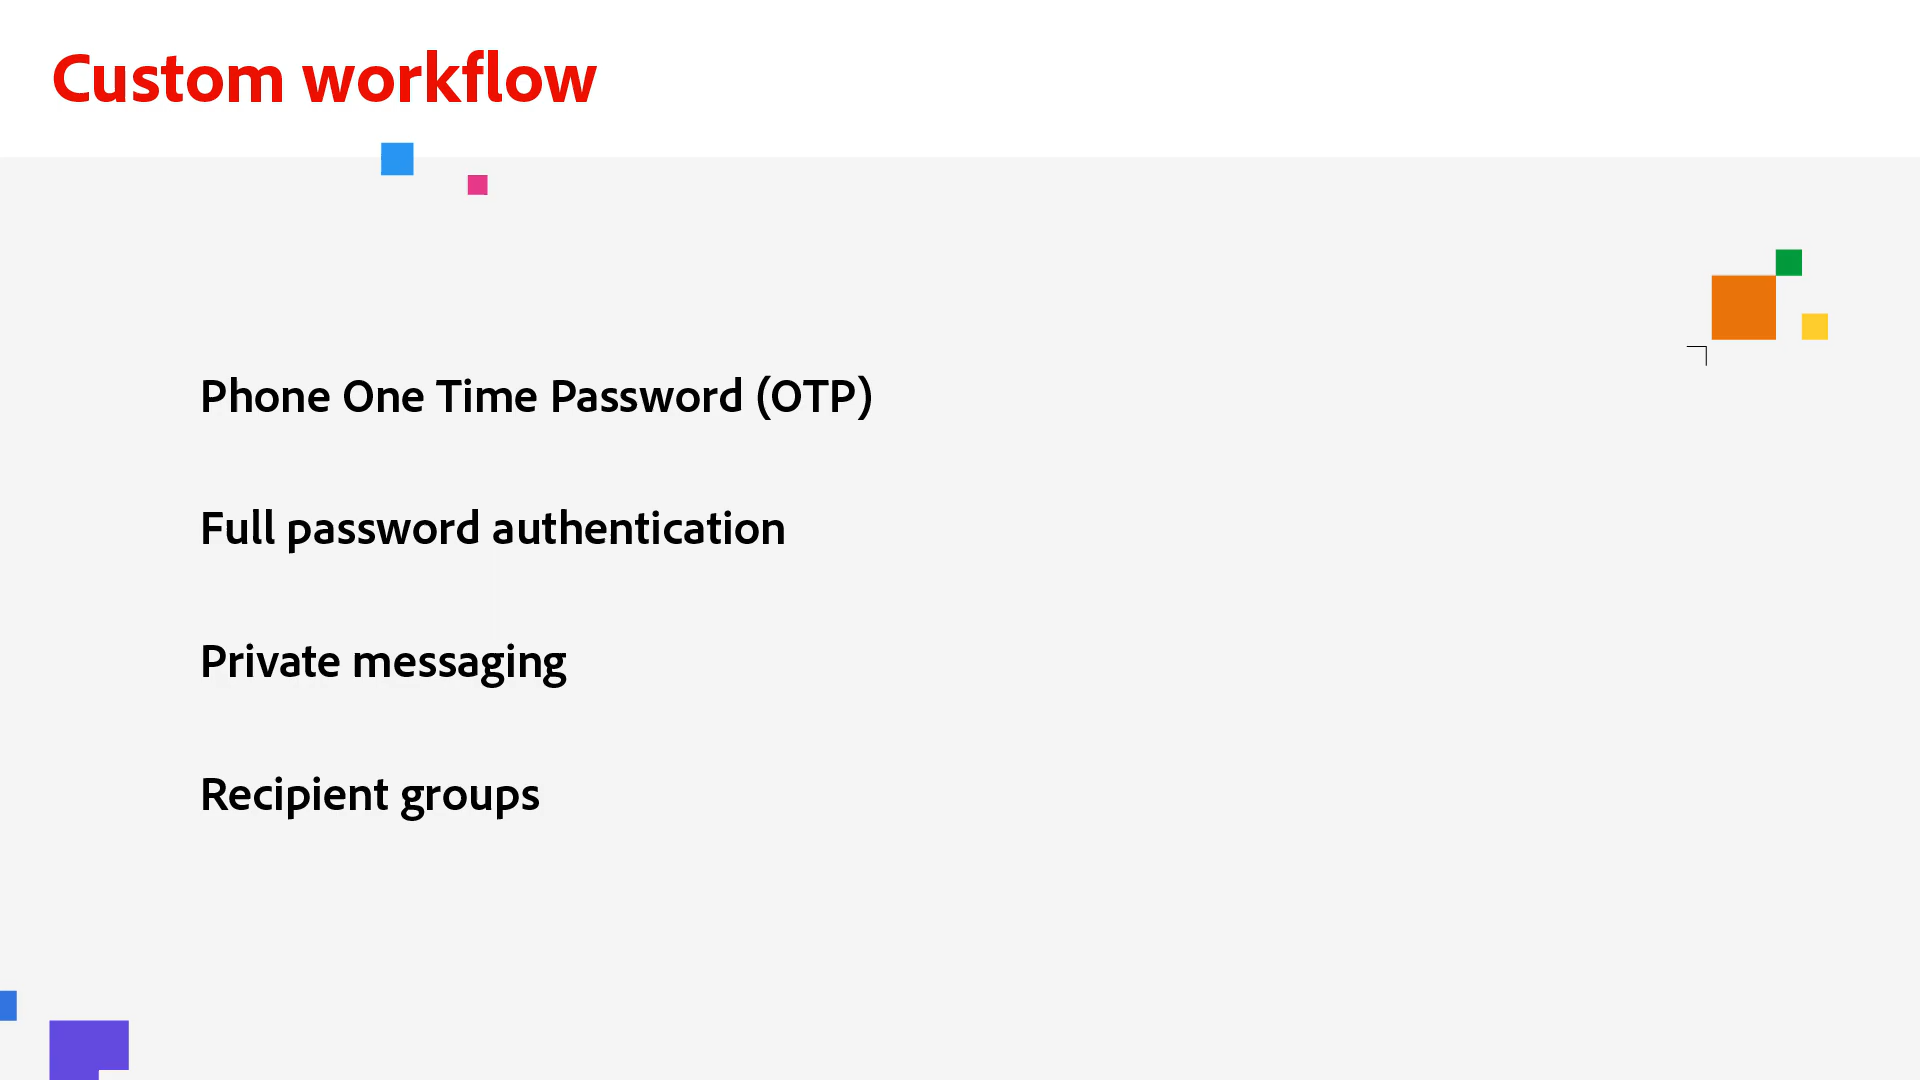 Custom workflow
Phone One Time Password (OTP)
Full password authentication
Private messaging
Recipient groups